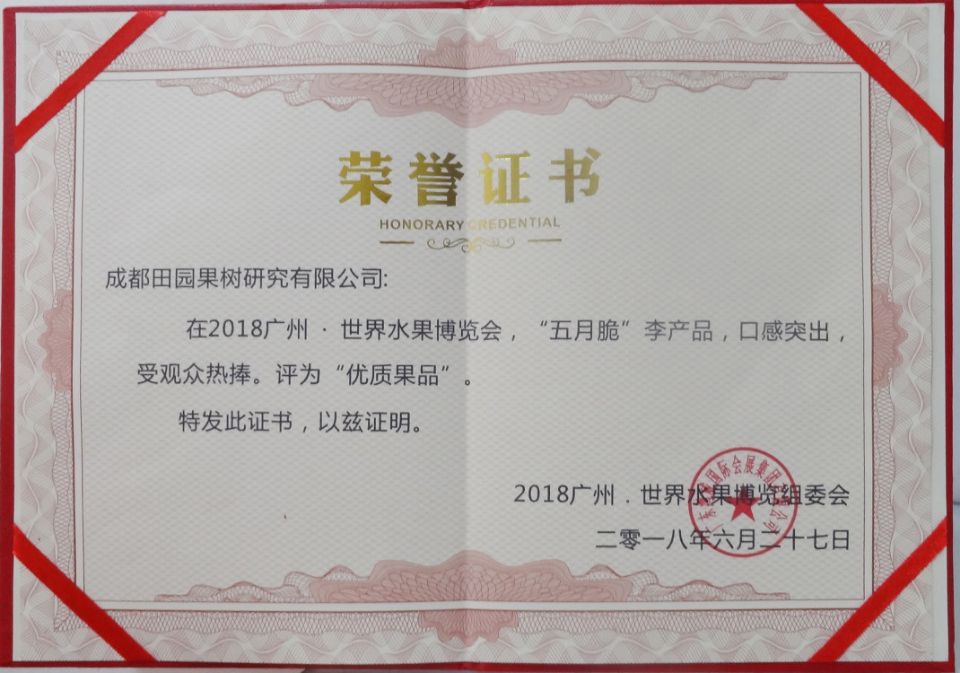 荣誉证书
HONORARY CREDENTIAL
成都田园果树研究有限公司:
在2018广州·世界水果博览会，“五月脆”李产品，口感突出，
受观众热捧。评为“优质果品”。
特发此证书，以兹证明。
2018广州．世界水果博览组委会
二零一八年六月二十七日